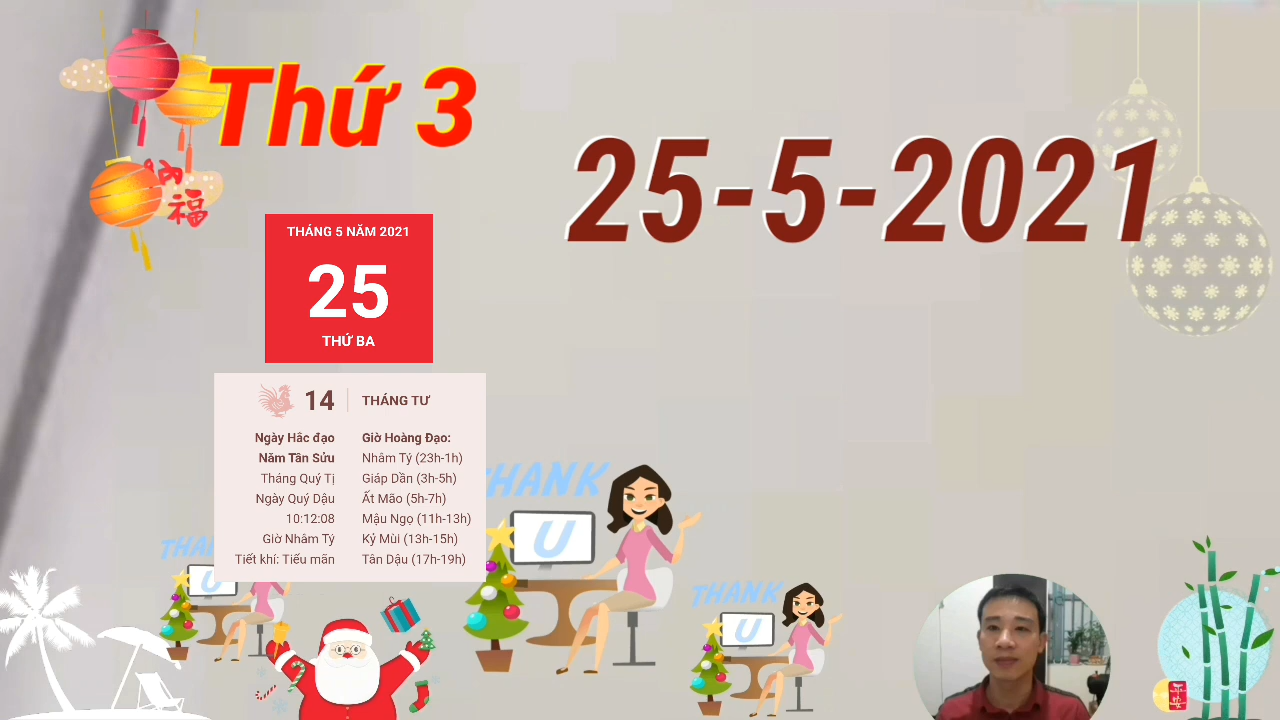 Thứ 3
25-5-2021
福
THÁNG 5 NĂM 2021
25
THỨ BA
14
THÁNG TƯ
Ngày Hắc đạo
Năm Tân Sửu
Tháng Quý Tị
Ngày Quý Dậu
10:12:08
Giờ Nhâm Tý
Tiết khí: Tiểu mãn
Giờ Hoàng Đạo:
Nhâm Tý (23h-1h)
Giáp Dần (3h-5h)
Ất Mão (5h-7h)
Mậu Ngọ (11h-13h)
Kỷ Mùi (13h-15h)
Tân Dậu (17h-19h)
THANK
U
THAN
U
THANK
U